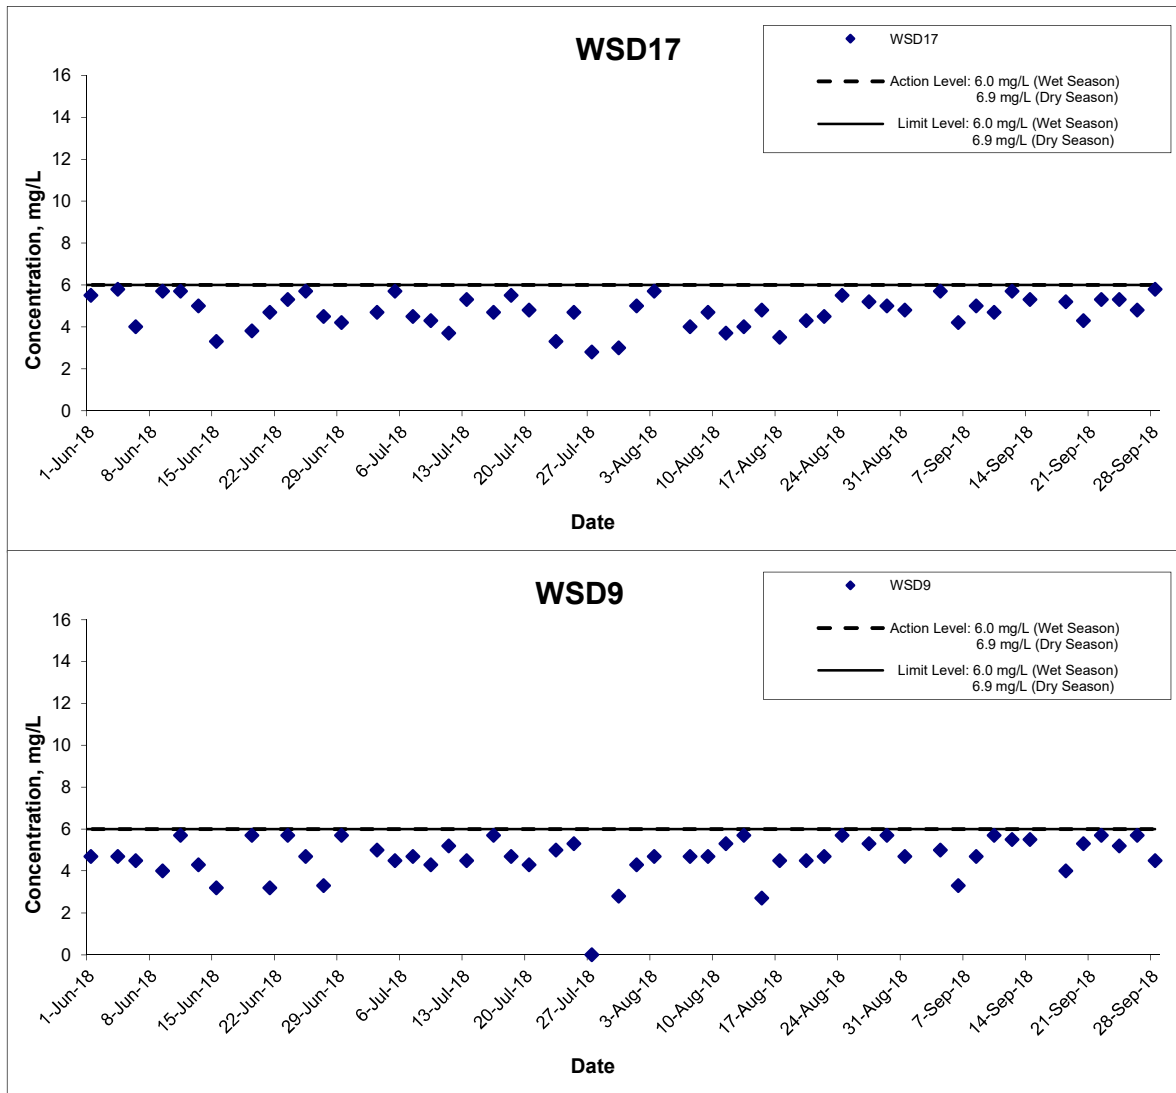 WSD17
WSD17
Action Level: 6.0 mg/L (Wet Season)
6.9 mg/L (Dry Season)
Limit Level: 6.0 mg/L (Wet Season)
6.9 mg/L (Dry Season)
Concentration, mg/L
16
14
12
10
8
6
4
2
0
1-Jun-18
8-Jun-18
15-Jun-18
22-Jun-18
29-Jun-18
6-Jul-18
13-Jul-18
20-Jul-18
27-Jul-18
3-Aug-18
10-Aug-18
17-Aug-18
24-Aug-18
31-Aug-18
7-Sep-18
14-Sep-18
21-Sep-18
28-Sep-18
Date
WSD9
WSD9
Action Level: 6.0 mg/L (Wet Season)
6.9 mg/L (Dry Season)
Limit Level: 6.0 mg/L (Wet Season)
6.9 mg/L (Dry Season)
Concentration, mg/L
16
14
12
10
8
6
4
2
0
1-Jun-18
8-Jun-18
15-Jun-18
22-Jun-18
29-Jun-18
6-Jul-18
13-Jul-18
20-Jul-18
27-Jul-18
3-Aug-18
10-Aug-18
17-Aug-18
24-Aug-18
31-Aug-18
7-Sep-18
14-Sep-18
21-Sep-18
28-Sep-18
Date